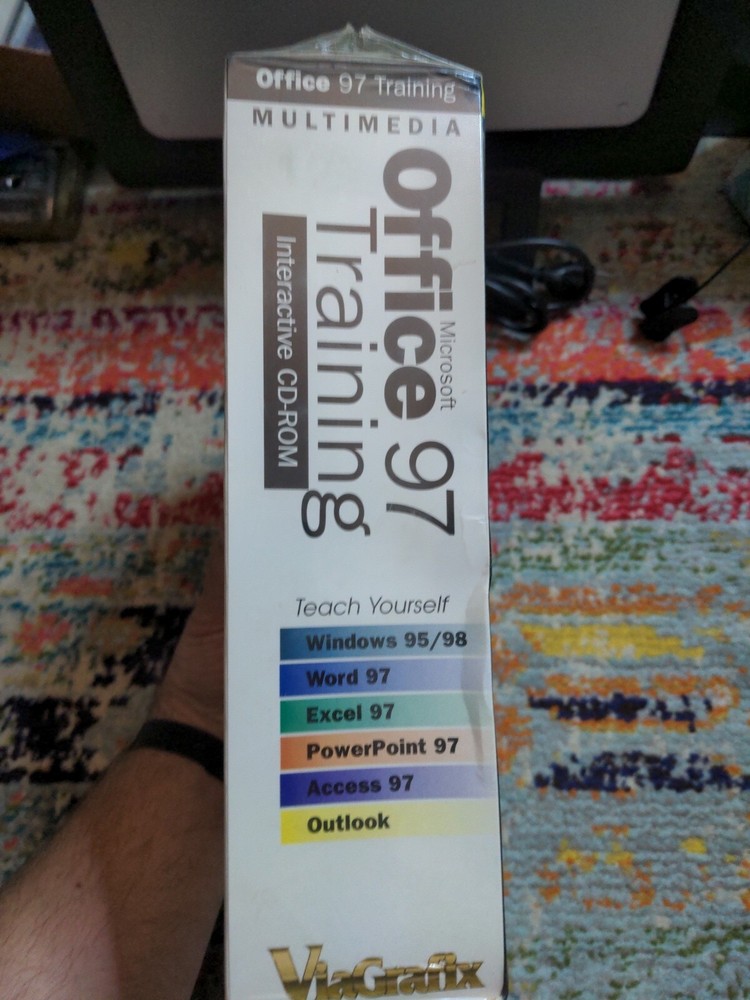 Office 97 Training
MULTIMEDIA
Microsoft
Office 97
Training
Interactive CD-ROM
Teach Yourself
Windows 95/98
Word 97
Excel 97
PowerPoint 97
Access 97
Outlook
ViaGrafix